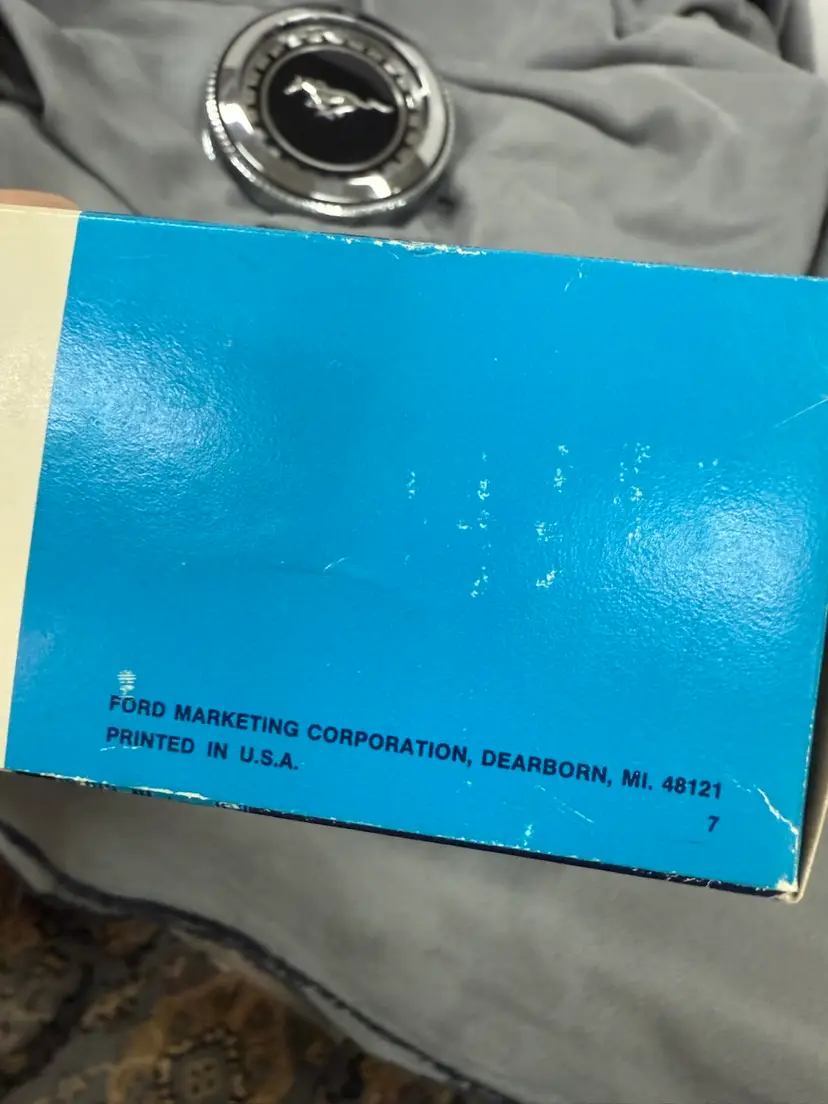 FORD MARKETING CORPORATION, DEARBORN, MI. 48121
PRINTED IN U.S.A.
7